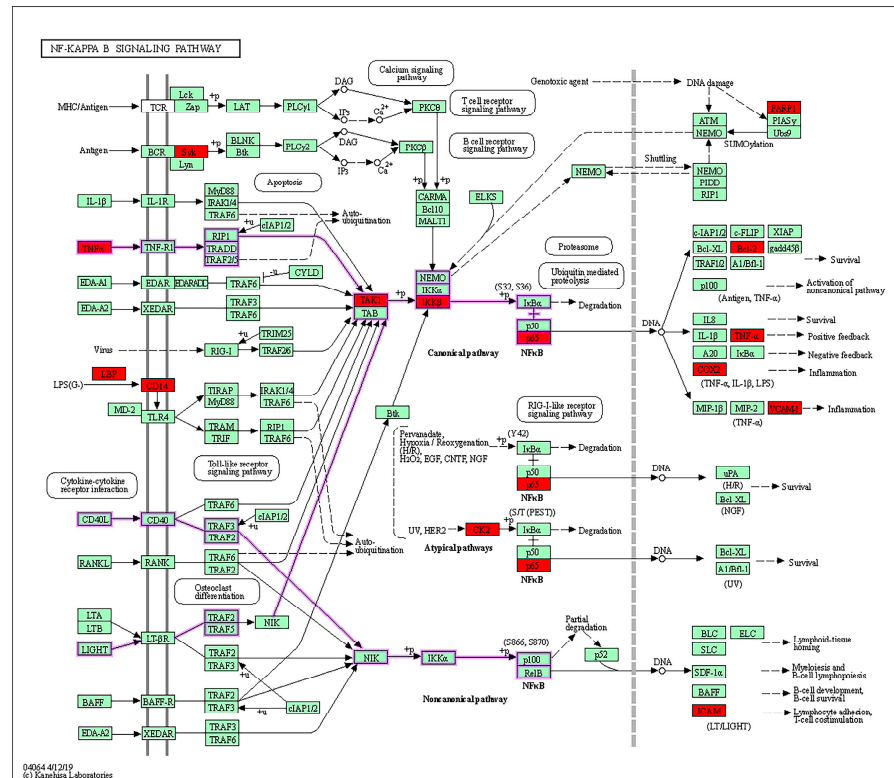 NF-KAPPA B SIGNALING PATHWAY
Calcium signaling
pathway
Genotoxic agent
DNA damage
DAG
Lck
+p
MHC/Antigen
TCR
Zap
LAT
PLCγ1
IP3
Ca2+
PKCθ
T cell receptor
signaling pathway
PARP1
ATM
PIASγ
NEMO
Ubs9
SUMOylation
DAG
Antigen
BCR
Syk
+p
BLNK
Btk
PLCγ2
PKCβ
B cell receptor
signaling pathway
Lyn
IP3
Ca2+
Shuttling
NEMO
NEMO
PIDD
RIP1
Apoptosis
+p
+p
MyD88
IL-1β
IL-1R
IRAK1/4
TRAF6
Auto-
ubiquitination
CARMA
Bcl10
MALT1
ELKS
+u
cIAP1/2
TNFα
TNF-R1
RIP1
TRADD
TRAF2/5
Proteasome
Ubiquitin mediated
proteolysis
c-IAP1/2
c-FLIP
XIAP
Bcl-XL
Bcl-2
gadd45β
TRAF1/2
A1/Bfl-1
Survival
NEMO
IKKα
IKKβ
EDA-A1
EDAR
EDARADD
TRAF6
-u
CYLD
(S32, S36)
p100
(Antigen, TNF-α)
Activation of
noncanonical pathway
TAK1
TAB
+p
+p
IκBα
Degradation
EDA-A2
XEDAR
TRAF3
TRAF6
p50
p65
NFκB
DNA
IL8
Survival
IL-1β
TNF-α
Positive feedback
A20
IκBα
Negative feedback
COX2
Inflammation
(TNF-α, IL-1β, LPS)
Virus
RIG-I
+u
TRIM25
TRAF26
Canonical pathway
LBP
LPS(G-)
CD14
MD-2
TLR4
TIRAP
MyD88
IRAK1/4
TRAF6
TRAM
TRIF
RIP1
TRAF6
Btk
RIG-I-like receptor
signaling pathway
MIP-1β
MIP-2
VCAM1
Inflammation
(TNF-α)
Pervanadate,
Hypoxia / Reoxygenation
(H/R),
H2O2, EGF, CNTF, NGF
+p
(Y42)
IκBα
Degradation
p50
p65
NFκB
DNA
uPA
(H/R)
Bcl-XL
(NGF)
Survival
Toll-like receptor
signaling pathway
Cytokine-cytokine
receptor interaction
CD40L
CD40
TRAF6
TRAF3
TRAF2
+u
cIAP1/2
Auto-
ubiquitination
UV, HER2
CK2
+p
(S/T (PEST))
IκBα
Degradation
Atypical pathways
p50
p65
NFκB
DNA
Bcl-XL
A1/Bfl-1
(UV)
Survival
RANKL
RANK
TRAF6
TRAF2
Osteoclast
differentiation
LTA
LTB
LIGHT
LT-βR
TRAF2
TRAF5
NIK
TRAF2
TRAF3
+u
NIK
+p
IKKα
+p
(S866, S870)
p100
RelB
NFκB
Partial
degradation
p52
DNA
BLC
ELC
SLC
Lymphoid-tissue
homing
SDF-1α
Myeloiesis and
B-cell lymphopoiesis
BAFF
B-cell development,
B-cell survival
ICAM
Lymphocyte adhesion,
T-cell costimulation
(LT/LIGHT)
Noncanonical pathway
BAFF
BAFF-R
TRAF2
TRAF3
+u
cIAP1/2
EDA-A2
XEDAR
TRAF3
TRAF6
04064 4/12/19
(c) Kanehisa Laboratories